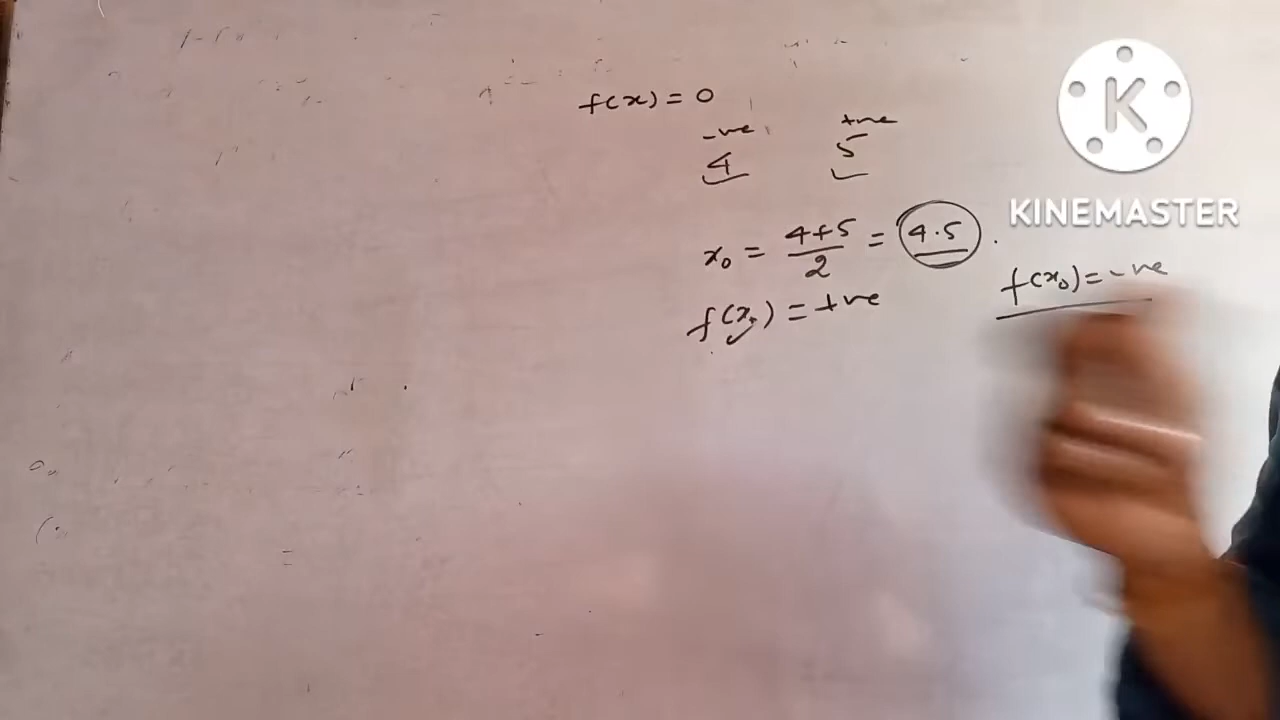 f(x) = 0
-ve +ve
4 5
x₀ = 4+5/2 = 4.5 .
f(x₀) = +ve
f(x₀) = -ve
K
KINEMASTER